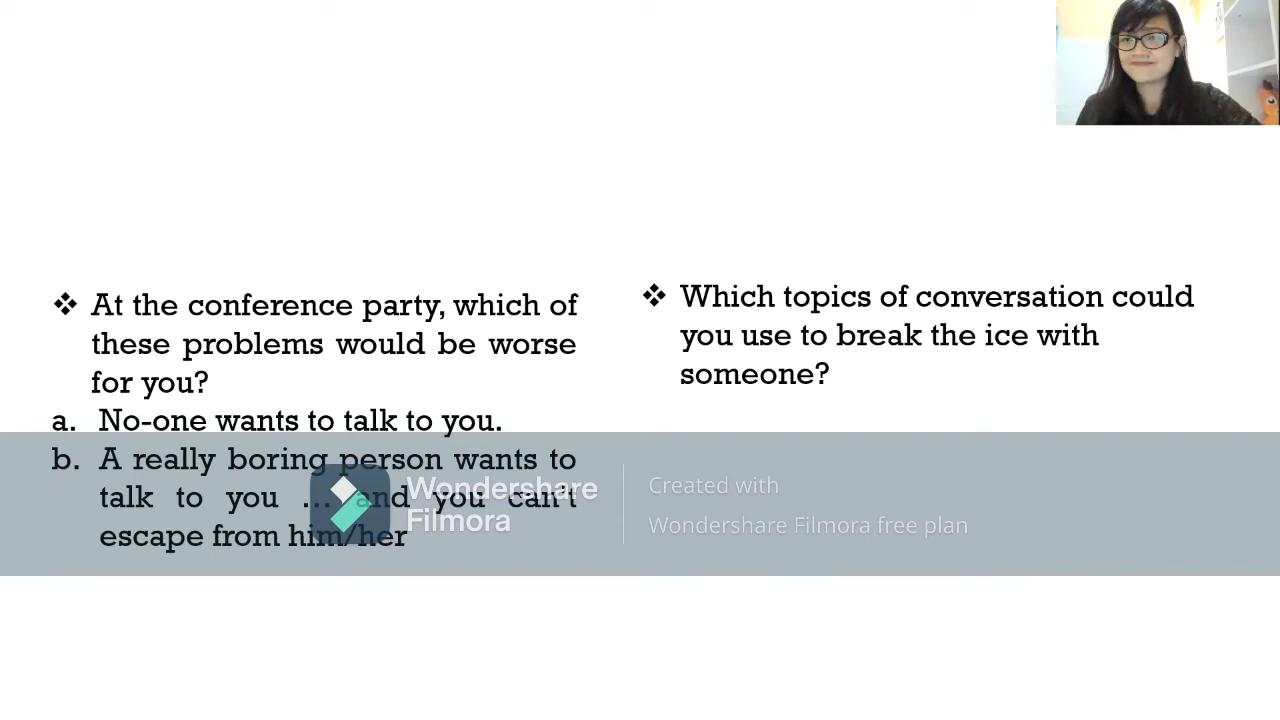 ❖ At the conference party, which of
these problems would be worse
for you?
a. No-one wants to talk to you.
b. A really boring person wants to
talk to you … and you can't
escape from him/her
❖ Which topics of conversation could
you use to break the ice with
someone?
Wondershare
Filmora
Created with
Wondershare Filmora free plan